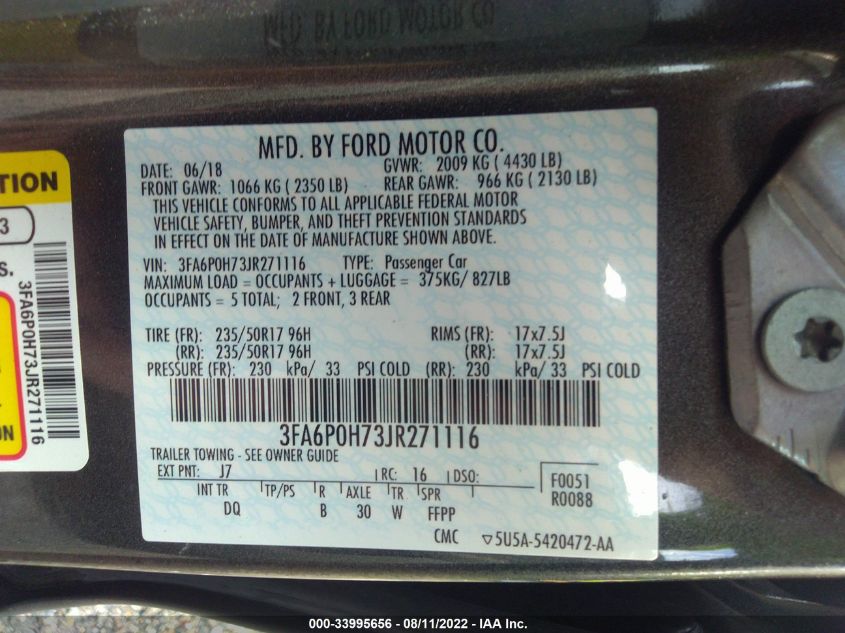 MFD. BY FORD MOTOR CO
MFD. BY FORD MOTOR CO.
DATE: 06/18 GVWR: 2009 KG ( 4430 LB)
FRONT GAWR: 1066 KG ( 2350 LB) REAR GAWR: 966 KG ( 2130 LB)
THIS VEHICLE CONFORMS TO ALL APPLICABLE FEDERAL MOTOR
VEHICLE SAFETY, BUMPER, AND THEFT PREVENTION STANDARDS
IN EFFECT ON THE DATE OF MANUFACTURE SHOWN ABOVE.
VIN: 3FA6P0H73JR271116 TYPE: Passenger Car
MAXIMUM LOAD = OCCUPANTS + LUGGAGE = 375KG/ 827LB
OCCUPANTS = 5 TOTAL; 2 FRONT, 3 REAR
TIRE (FR): 235/50R17 96H RIMS (FR): 17x7.5J
(RR): 235/50R17 96H (RR): 17x7.5J
PRESSURE (FR): 230 kPa/ 33 PSI COLD (RR): 230 kPa/ 33 PSI COLD
3FA6P0H73JR271116
TRAILER TOWING - SEE OWNER GUIDE
EXT PNT: J7 RC: 16 DSO: F0051
INT TR TP/PS R AXLE TR SPR R0088
DQ B 30 W FFPP
CMC ▽5U5A-5420472-AA
TION
3
S.
3FA6P0H73JR271116
ON
000-33995656 - 08/11/2022 - IAA Inc.